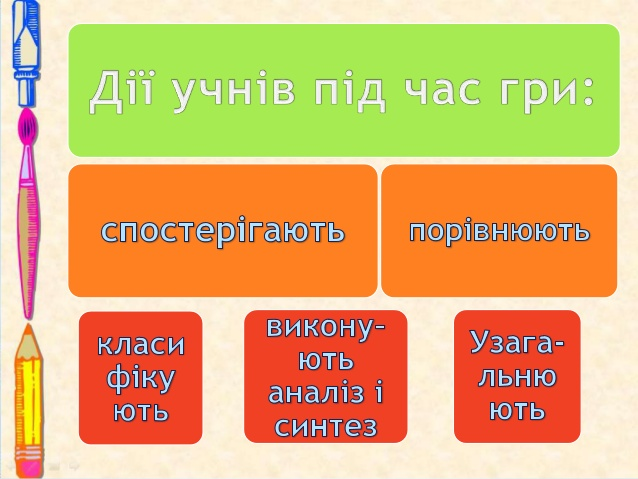 Дії учнів під час гри:
спостерігають
порівнюють
класи
фіку
ють
викону-
ють
аналіз і
синтез
Узага-
льню
ють